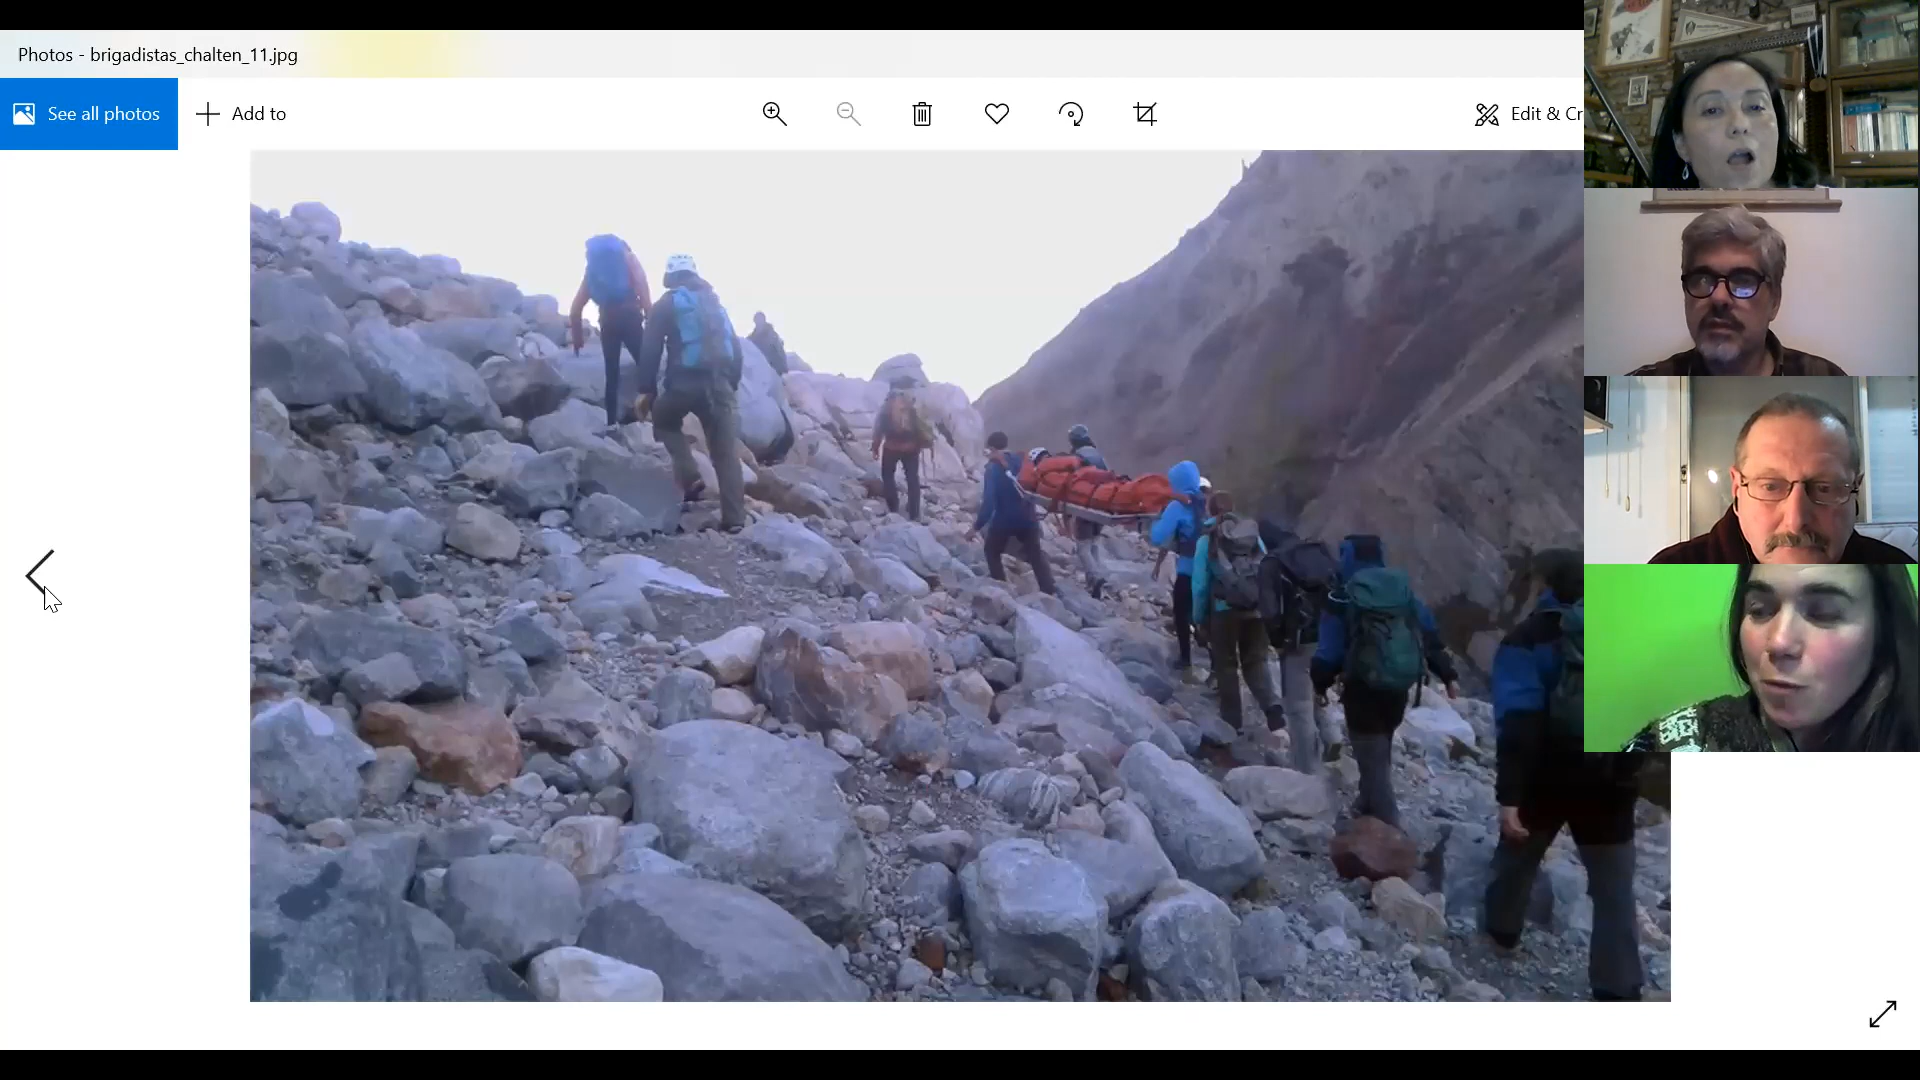 Photos - brigadistas_chalten_11.jpg
See all photos
Add to
Edit & Cr